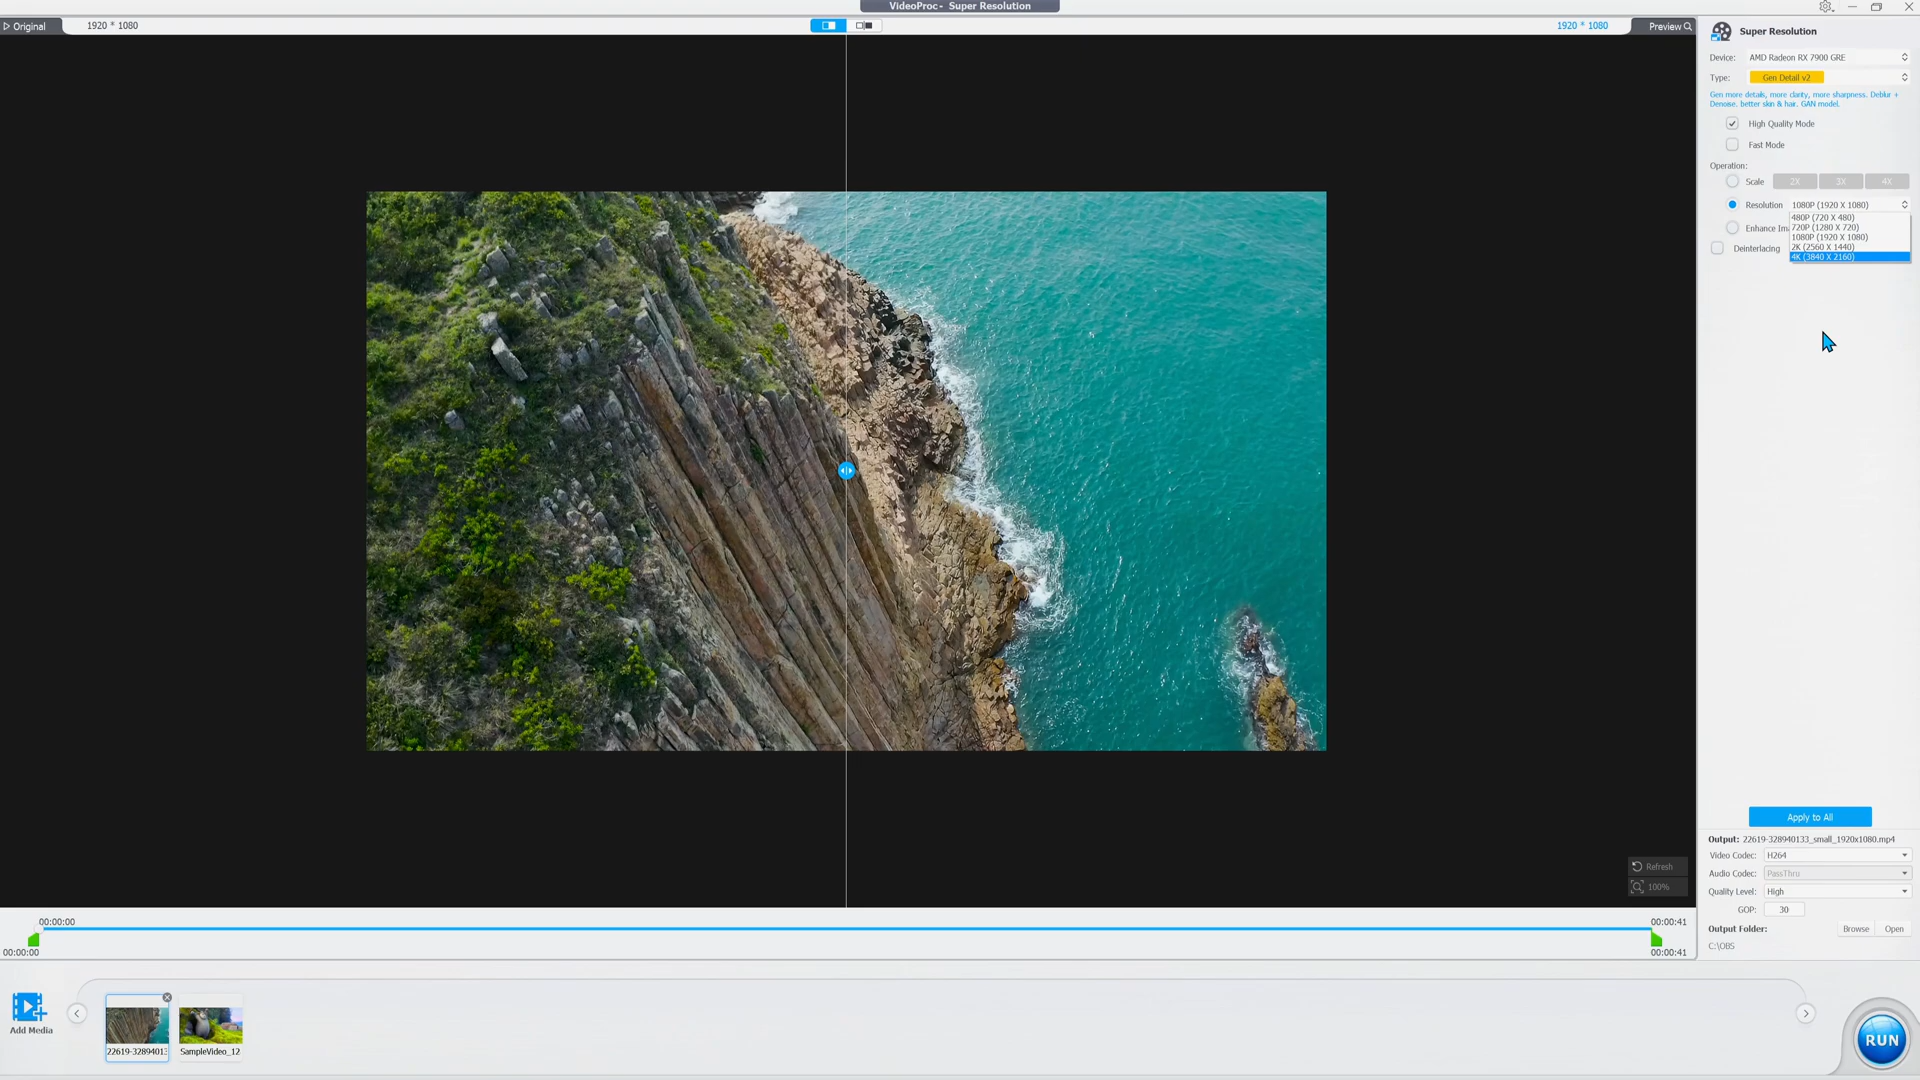 VideoProc - Super Resolution
Original
1920 * 1080
1920 * 1080
Preview
Super Resolution
Device: AMD Radeon RX 7900 GRE
Type: Gen Detail v2
Gen more details, more clarity, more sharpness. Deblur +
Denoise, better skin & hair. GAN model.
High Quality Mode
Fast Mode
Operation:
Scale 2X 3X 4X
Resolution 1080P (1920 X 1080)
480P (720 X 480)
720P (1280 X 720)
Enhance Im
1080P (1920 X 1080)
2K (2560 X 1440)
Deinterlacing
4K (3840 X 2160)
Apply to All
Output: 22619-328940133_small_1920x1080.mp4
Video Codec: H264
Refresh
Audio Codec: PassThru
100%
Quality Level: High
GOP: 30
00:00:00
00:00:41
Output Folder: Browse Open
C:\OBS
00:00:00
00:00:41
Add Media
22619-32894013
SampleVideo_12
RUN